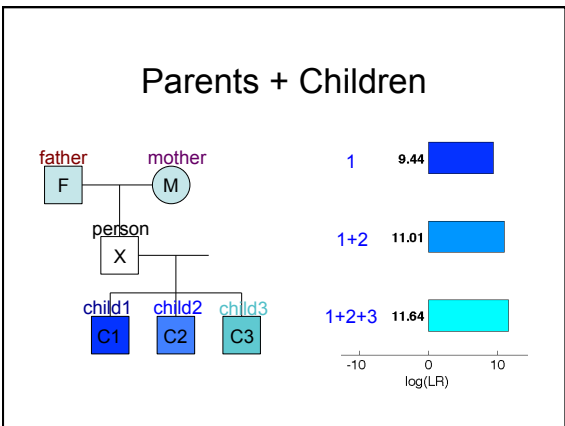 Parents + Children
father mother
F M
person
X
child1 child2 child3
C1 C2 C3
1 9.44
1+2 11.01
1+2+3 11.64
-10 0 10
log(LR)